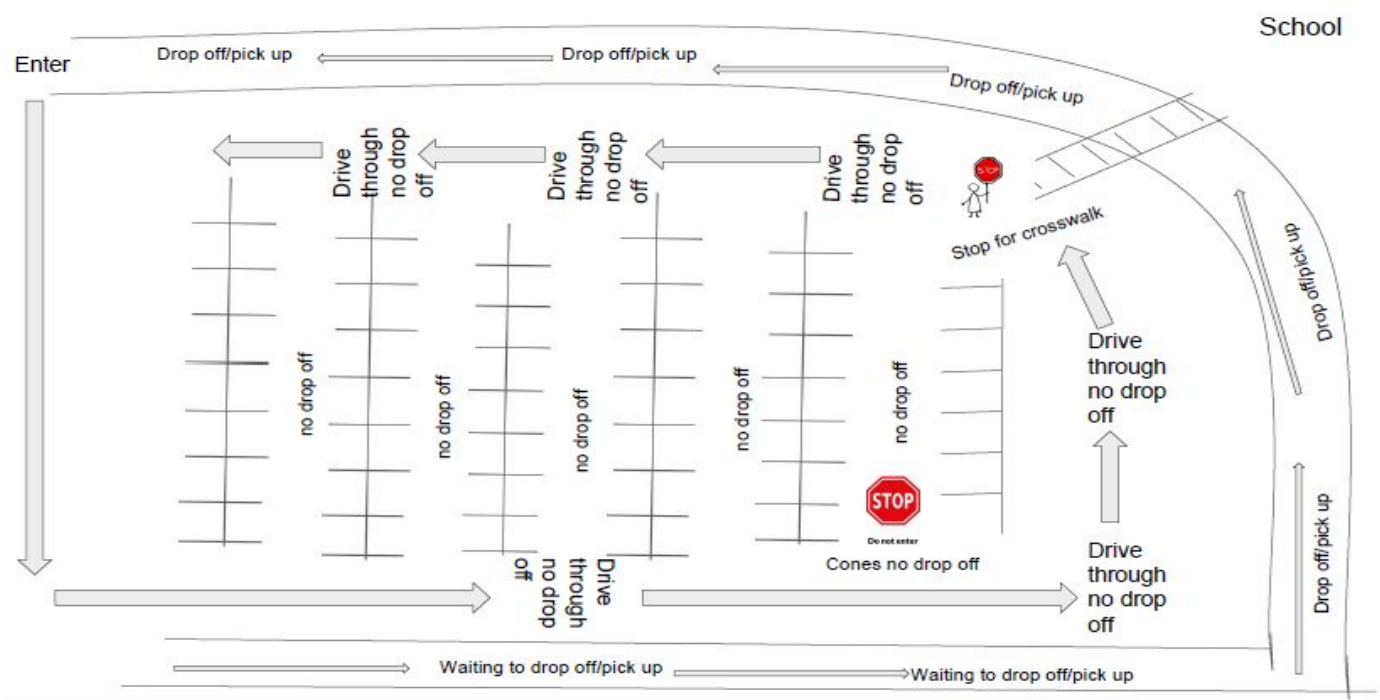 School
Enter
Drop off/pick up
Drop off/pick up
Drop off/pick up
Drive
through
no drop
off
Drive
through
no drop
off
Drive
through
no drop
off
STOP
Stop for crosswalk
Drop off/pick up
Drive
through
no drop
off
no drop off
no drop off
no drop off
no drop off
no drop off
STOP
Do not enter
Cones no drop off
Drive
through
no drop
off
Drive
through
no drop
off
Drop off/pick up
Waiting to drop off/pick up
Waiting to drop off/pick up